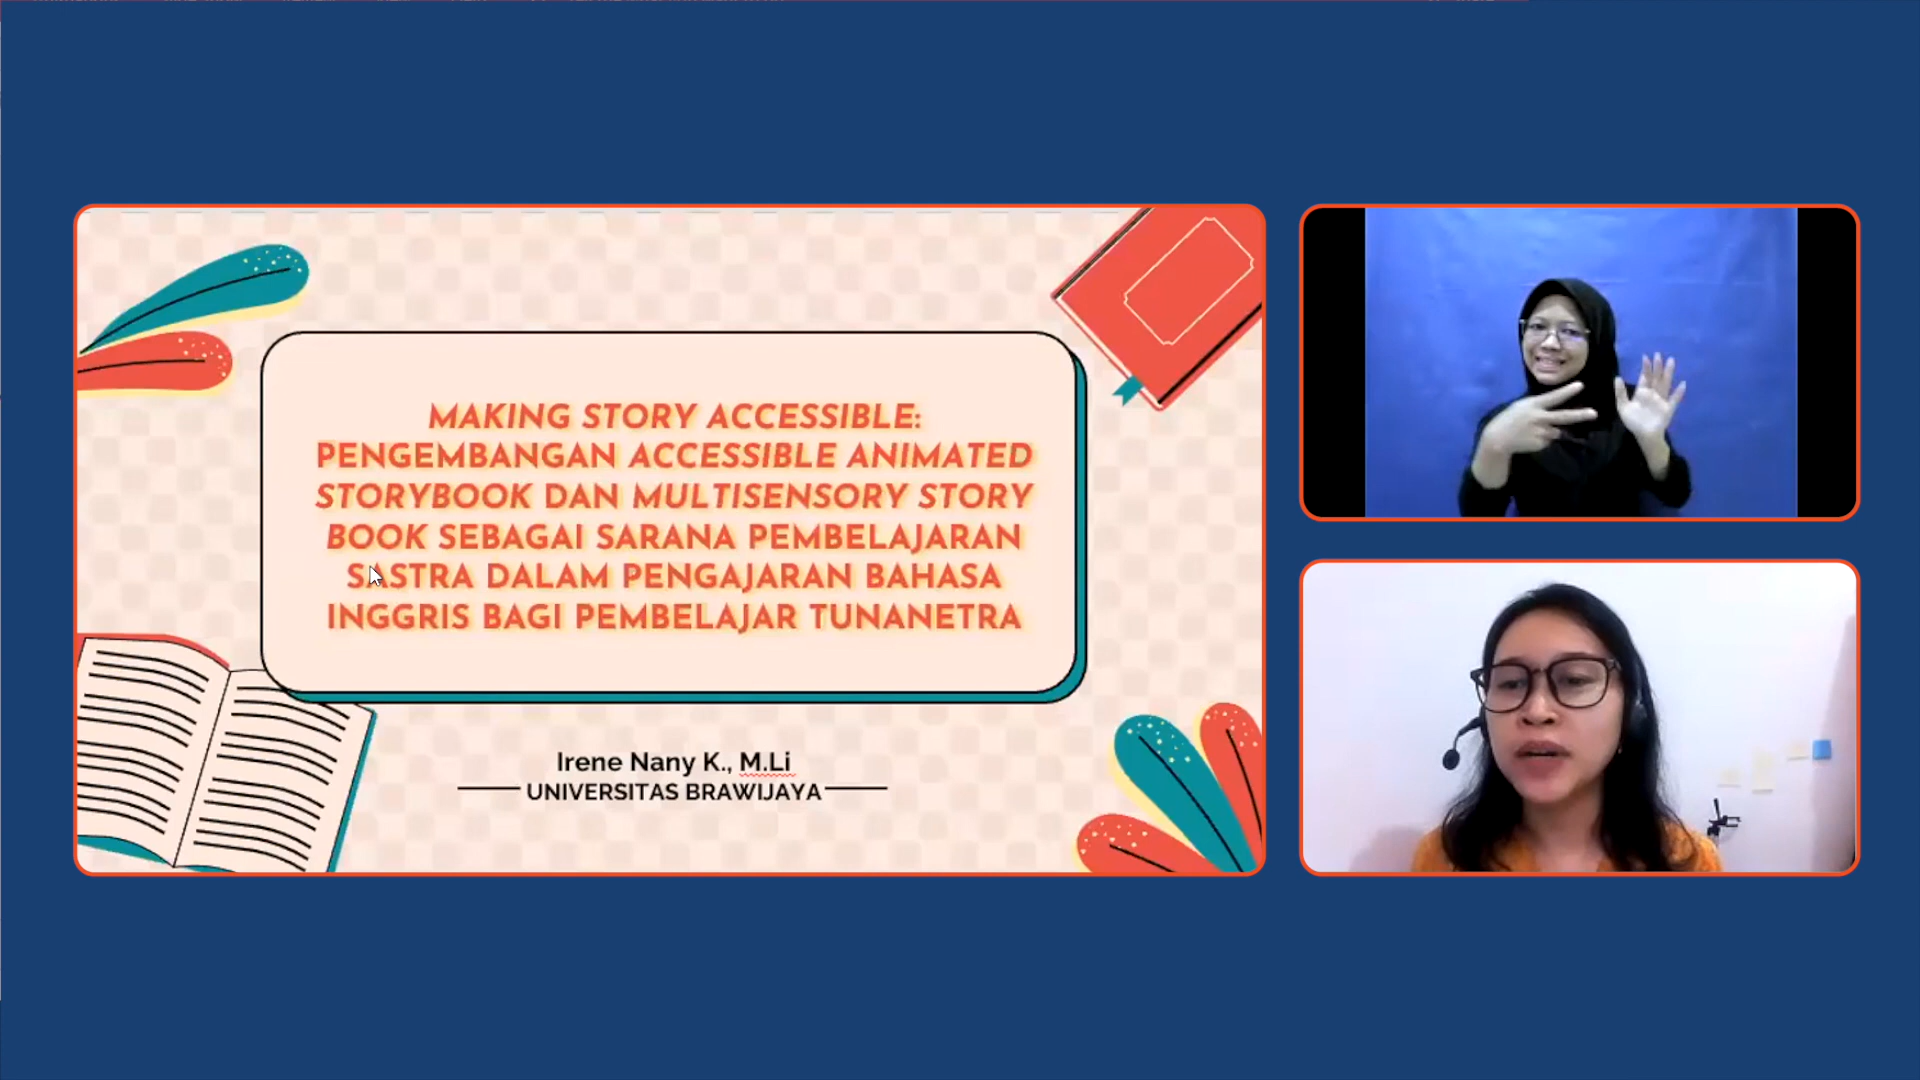 MAKING STORY ACCESSIBLE:
PENGEMBANGAN ACCESSIBLE ANIMATED
STORYBOOK DAN MULTISENSORY STORY
BOOK SEBAGAI SARANA PEMBELAJARAN
SASTRA DALAM PENGAJARAN BAHASA
INGGRIS BAGI PEMBELAJAR TUNANETRA
Irene Nany K., M.Li
UNIVERSITAS BRAWIJAYA